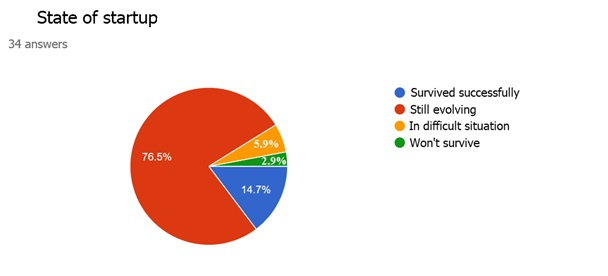 State of startup
34 answers
Survived successfully
Still evolving
In difficult situation
Won't survive
76.5%
5.9%
2,9%
14.7%